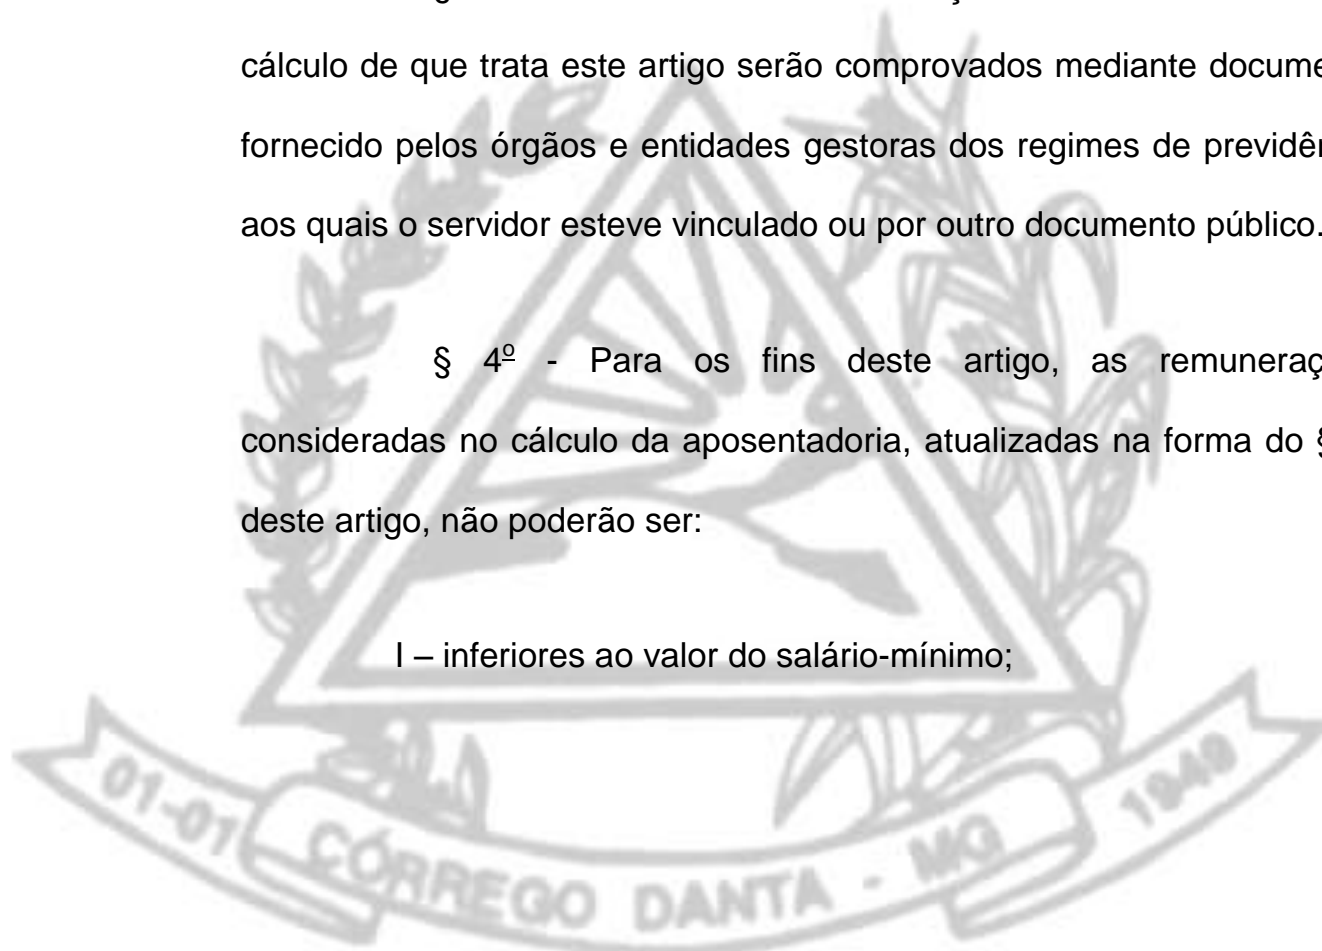 cálculo de que trata este artigo serão comprovados mediante docume
fornecido pelos órgãos e entidades gestoras dos regimes de previdên
aos quais o servidor esteve vinculado ou por outro documento público.
§ 4º - Para os fins deste artigo, as remuneraç
consideradas no cálculo da aposentadoria, atualizadas na forma do §
deste artigo, não poderão ser:
I – inferiores ao valor do salário-mínimo;
01-01 CÓRREGO DANTA - MG 1949